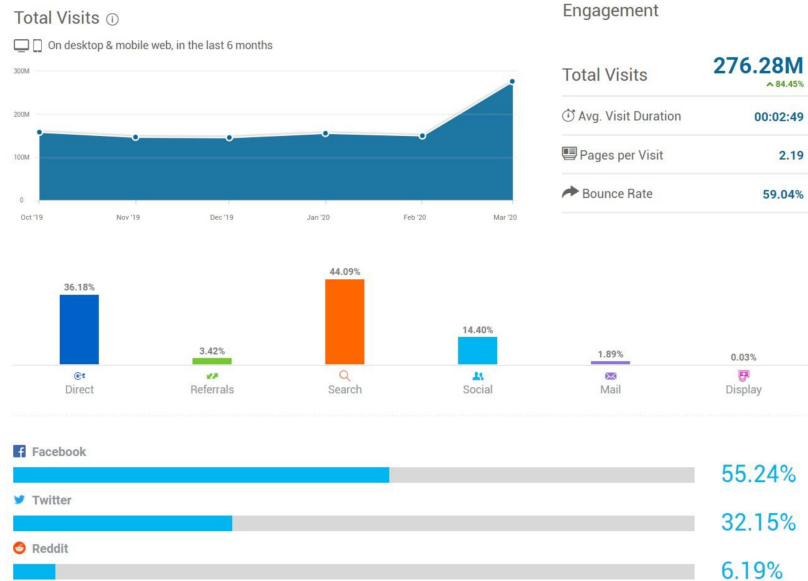 Total Visits
On desktop & mobile web, in the last 6 months
300M
200M
100M
0
Oct '19 Nov '19 Dec '19 Jan '20 Feb '20 Mar '20
Engagement
Total Visits 276.28M
84.45%
Avg. Visit Duration 00:02:49
Pages per Visit 2.19
Bounce Rate 59.04%
36.18% 3.42% 44.09% 14.40% 1.89% 0.03%
Direct Referrals Search Social Mail Display
Facebook
55.24%
Twitter
32.15%
Reddit
6.19%